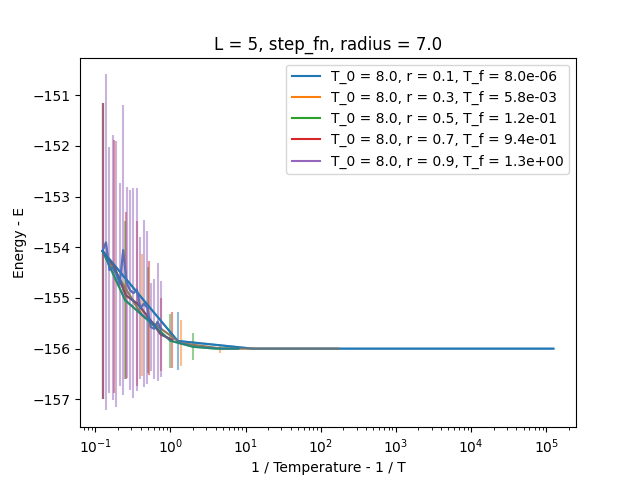 L = 5, step_fn, radius = 7.0
T_0 = 8.0, r = 0.1, T_f = 8.0e-06
T_0 = 8.0, r = 0.3, T_f = 5.8e-03
T_0 = 8.0, r = 0.5, T_f = 1.2e-01
T_0 = 8.0, r = 0.7, T_f = 9.4e-01
T_0 = 8.0, r = 0.9, T_f = 1.3e+00
Energy - E
−151
−152
−153
−154
−155
−156
−157
10⁻¹ 10⁰ 10¹ 10² 10³ 10⁴ 10⁵
1 / Temperature - 1 / T